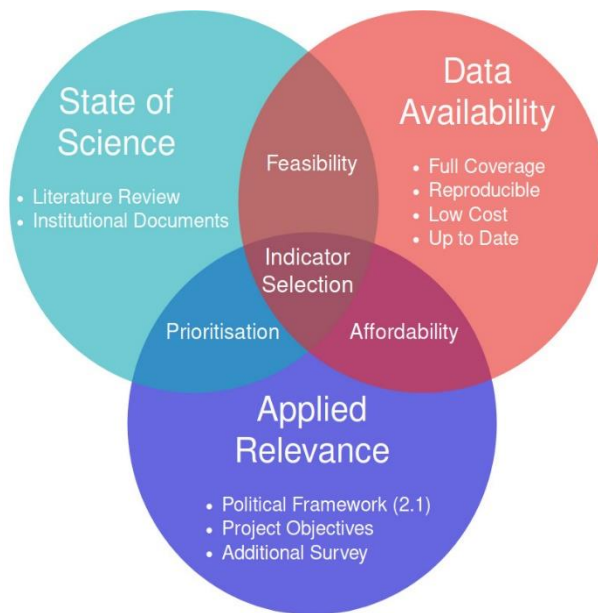 State of
Science
• Literature Review
• Institutional Documents
Data
Availability
• Full Coverage
• Reproducible
• Low Cost
• Up to Date
Feasibility
Indicator
Selection
Prioritisation
Affordability
Applied
Relevance
• Political Framework (2.1)
• Project Objectives
• Additional Survey